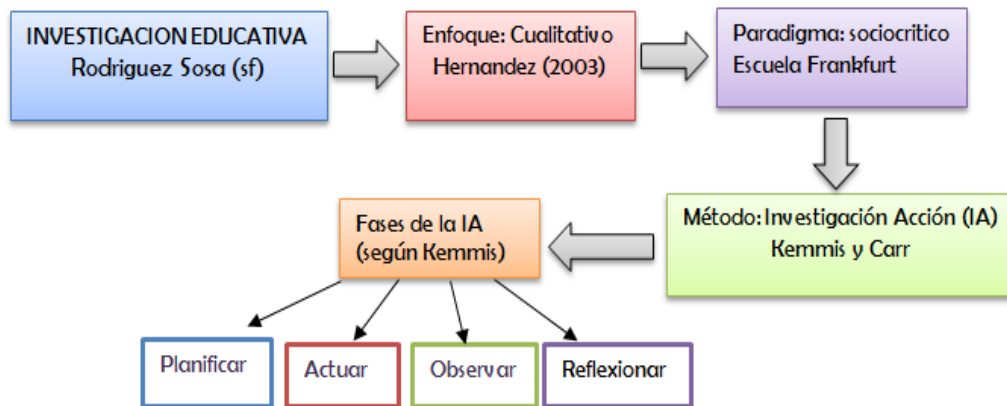 INVESTIGACION EDUCATIVA
Rodriguez Sosa (sf)
Enfoque: Cualitativo
Hernandez (2003)
Paradigma: sociocritico
Escuela Frankfurt
Método: Investigación Acción (IA)
Kemmis y Carr
Fases de la IA
(según Kemmis)
Planificar
Actuar
Observar
Reflexionar